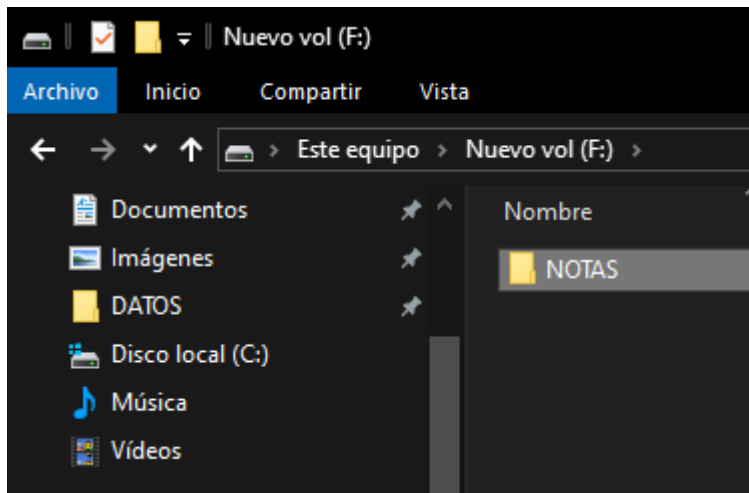 Nuevo vol (F:)
Archivo Inicio Compartir Vista
Este equipo > Nuevo vol (F:) >
Documentos
Imágenes
DATOS
Disco local (C:)
Música
Vídeos
Nombre
NOTAS